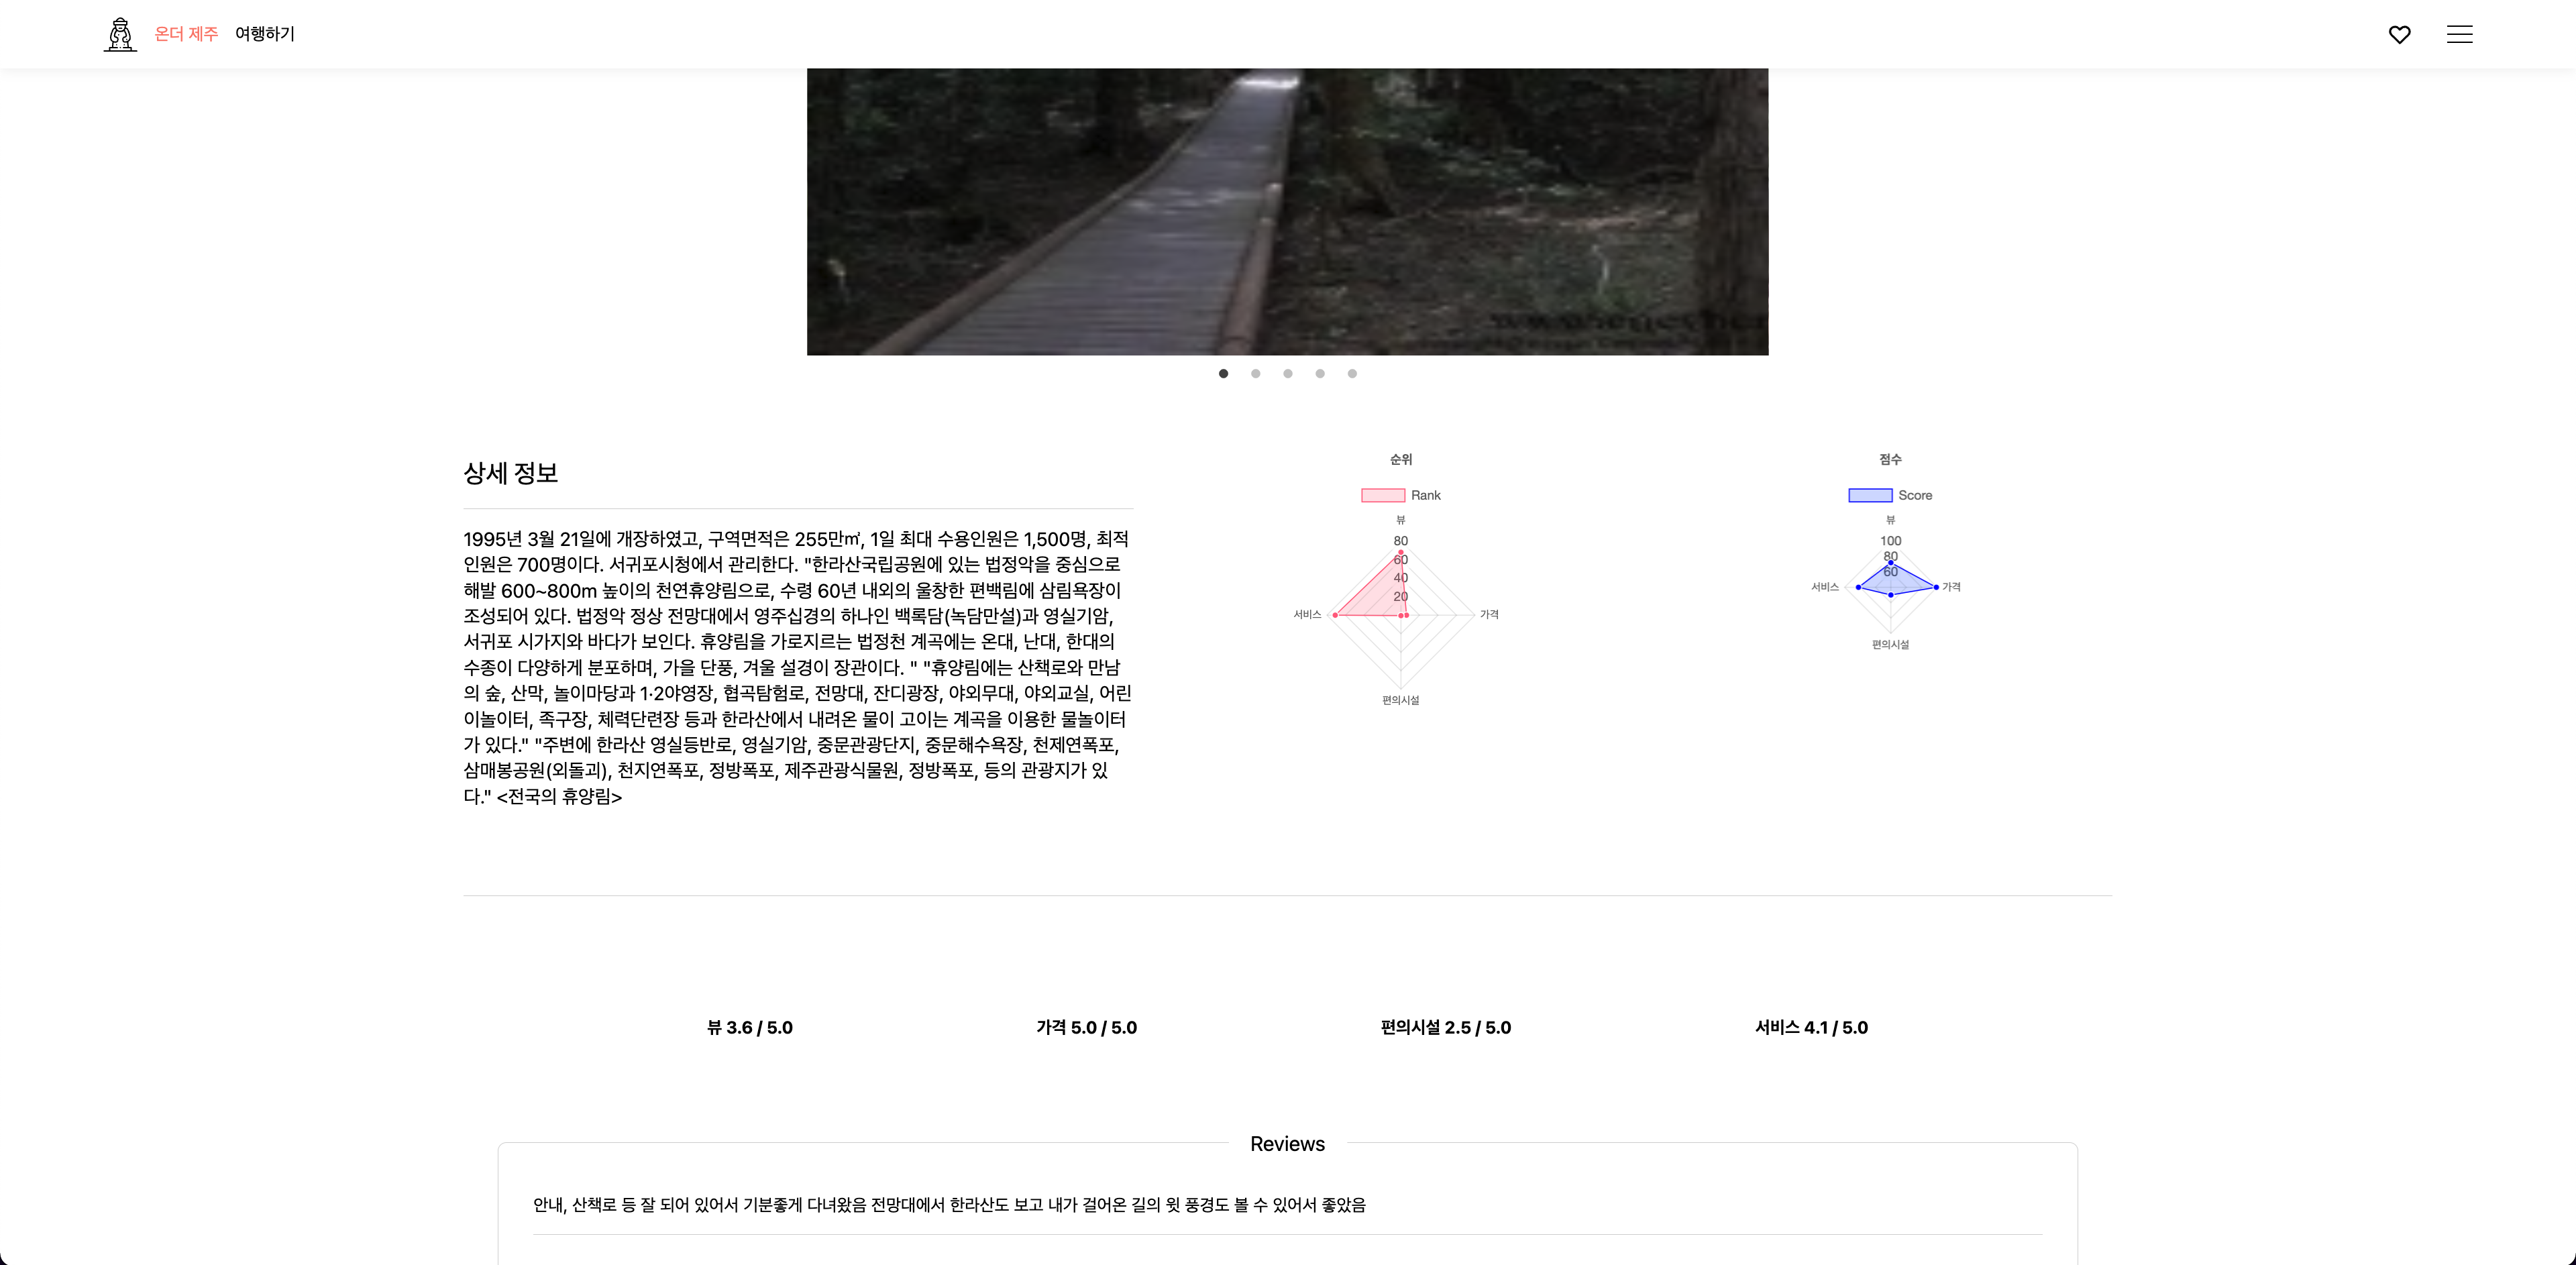 온더 제주 여행하기
상세 정보
1995년 3월 21일에 개장하였고, 구역면적은 255만㎡, 1일 최대 수용인원은 1,500명, 최적
인원은 700명이다. 서귀포시청에서 관리한다. "한라산국립공원에 있는 법정악을 중심으로
해발 600~800m 높이의 천연휴양림으로, 수령 60년 내외의 울창한 편백림에 삼림욕장이
조성되어 있다. 법정악 정상 전망대에서 영주십경의 하나인 백록담(녹담만설)과 영실기암,
서귀포 시가지와 바다가 보인다. 휴양림을 가로지르는 법정천 계곡에는 온대, 난대, 한대의
수종이 다양하게 분포하며, 가을 단풍, 겨울 설경이 장관이다. " "휴양림에는 산책로와 만남
의 숲, 산막, 놀이마당과 1·2야영장, 협곡탐험로, 전망대, 잔디광장, 야외무대, 야외교실, 어린
이놀이터, 족구장, 체력단련장 등과 한라산에서 내려온 물이 고이는 계곡을 이용한 물놀이터
가 있다." "주변에 한라산 영실등반로, 영실기암, 중문관광단지, 중문해수욕장, 천제연폭포,
삼매봉공원(외돌괴), 천지연폭포, 정방폭포, 제주관광식물원, 정방폭포, 등의 관광지가 있
다." <전국의 휴양림>
순위
Rank
뷰
80
60
40
20
서비스 가격
편의시설
점수
Score
뷰
100
80
60
서비스 가격
편의시설
뷰 3.6 / 5.0 가격 5.0 / 5.0 편의시설 2.5 / 5.0 서비스 4.1 / 5.0
Reviews
안내, 산책로 등 잘 되어 있어서 기분좋게 다녀왔음 전망대에서 한라산도 보고 내가 걸어온 길의 윗 풍경도 볼 수 있어서 좋았음